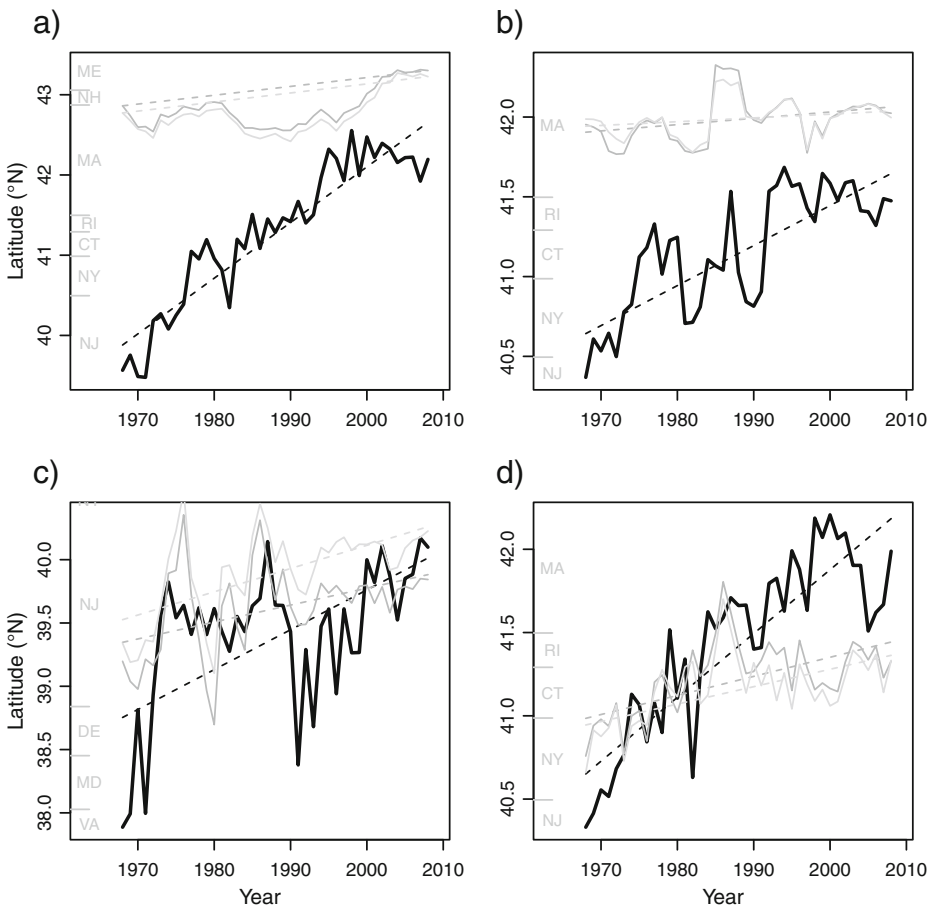 a)
b)
ME
NH
MA
RI
CT
NY
NJ
40 41 42 43
Latitude (°N)
1970 1980 1990 2000 2010
MA
RI
CT
NY
NJ
40.5 41.0 41.5 42.0
1970 1980 1990 2000 2010
c)
d)
NJ
DE
MD
VA
38.0 38.5 39.0 39.5 40.0
Latitude (°N)
1970 1980 1990 2000 2010
Year
MA
RI
CT
NY
NJ
40.5 41.0 41.5 42.0
1970 1980 1990 2000 2010
Year